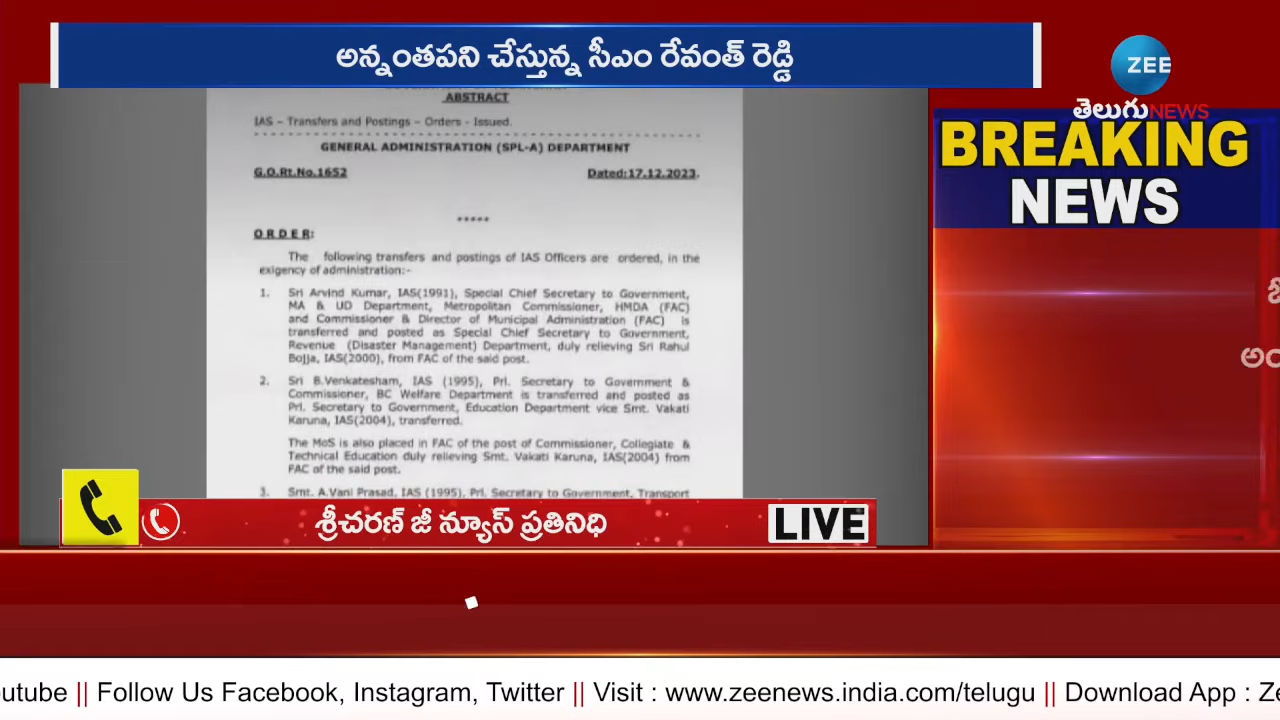 అన్నంతపని చేస్తున్న సీఎం రేవంత్ రెడ్డి
ZEE
తెలుగు NEWS
BREAKING
NEWS
ABSTRACT
IAS – Transfers and Postings – Orders - Issued.
GENERAL ADMINISTRATION (SPL-A) DEPARTMENT
G.O.Rt.No.1652 Dated:17.12.2023.
*****
O R D E R:
The following transfers and postings of IAS Officers are ordered, in the
exigency of administration:-
1. Sri Arvind Kumar, IAS(1991), Special Chief Secretary to Government,
MA & UD Department, Metropolitan Commissioner, HMDA (FAC)
and Commissioner & Director of Municipal Administration (FAC) is
transferred and posted as Special Chief Secretary to Government,
Revenue (Disaster Management) Department, duly relieving Sri Rahul
Bojja, IAS(2000), from FAC of the said post.
2. Sri B.Venkatesham, IAS (1995), Prl. Secretary to Government &
Commissioner, BC Welfare Department is transferred and posted as
Prl. Secretary to Government, Education Department vice Smt. Vakati
Karuna, IAS(2004), transferred.
The MoS is also placed in FAC of the post of Commissioner, Collegiate &
Technical Education duly relieving Smt. Vakati Karuna, IAS(2004) from
FAC of the said post.
3. Smt. A.Vani Prasad, IAS (1995), Prl. Secretary to Government, Transport
శ్రీచరణ్ జీ న్యూస్ ప్రతినిధి
LIVE
outube || Follow Us Facebook, Instagram, Twitter || Visit : www.zeenews.india.com/telugu || Download App : Ze